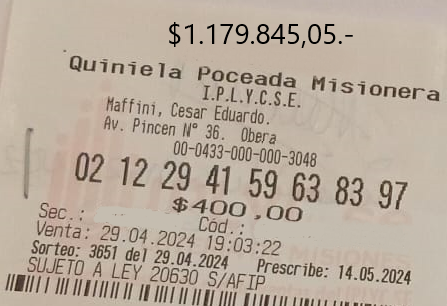 $1.179.845,05.-
Quiniela Poceada Misionera
I.P.L.Y.C.S.E.
Maffini, Cesar Eduardo.
Av. Pincen N° 36. Obera
00-0433-000-000-3048
02 12 29 41 59 63 83 97
$400,00
Sec.: Cód.:
Venta: 29.04.2024 19:03:22
Sorteo: 3651 del 29.04.2024 Prescribe: 14.05.2024
SUJETO A LEY 20630 S/AFIP